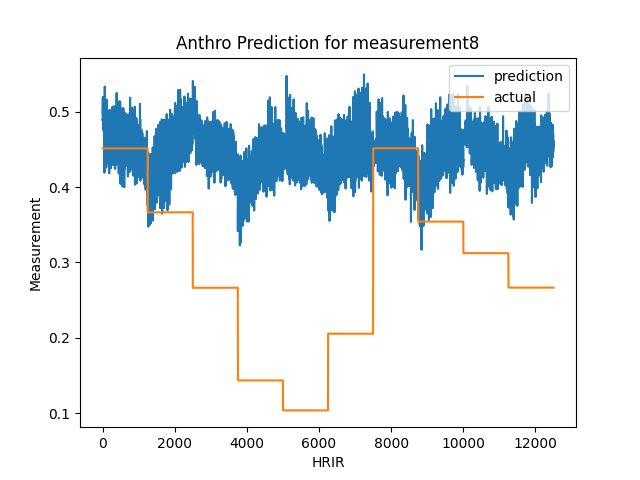 Anthro Prediction for measurement8
prediction
actual
0.5
0.4
0.3
0.2
0.1
Measurement
0 2000 4000 6000 8000 10000 12000
HRIR